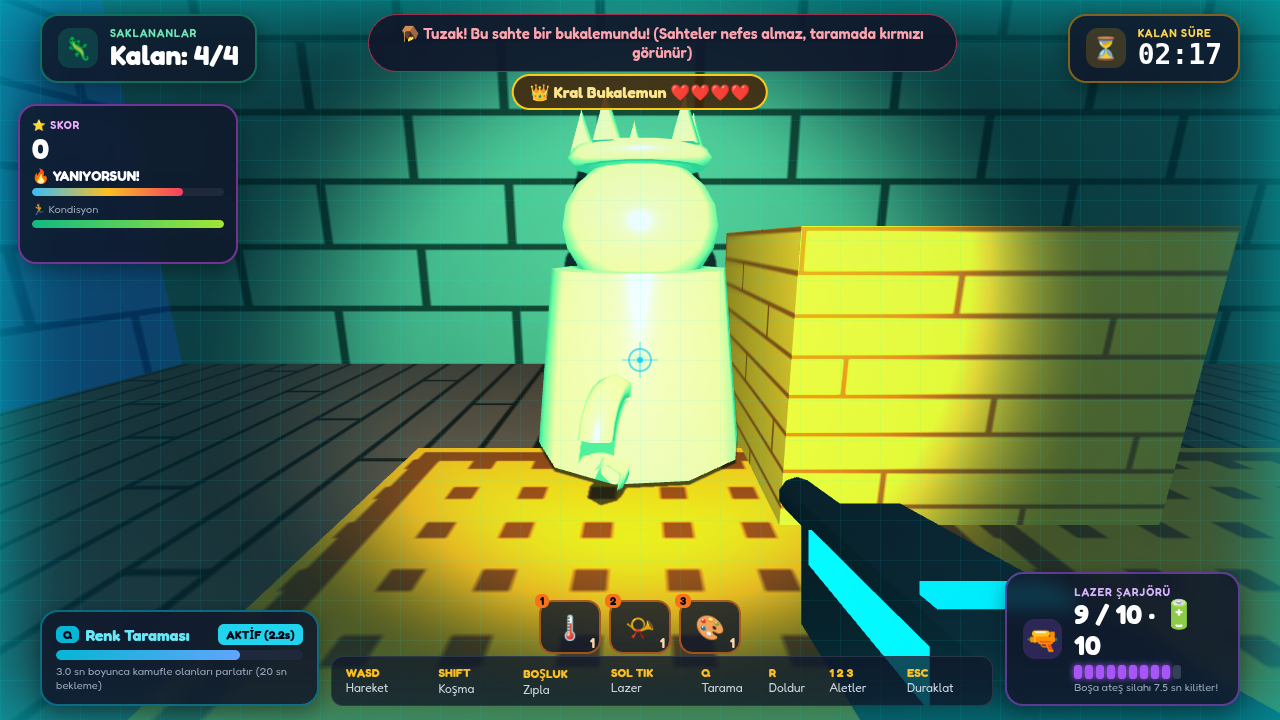 SAKLANANLAR
Kalan: 4/4
Tuzak! Bu sahte bir bukalemundu! (Sahteler nefes almaz, taramada kırmızı
görünür)
Kral Bukalemun
KALAN SÜRE
02:17
SKOR
0
YANIYORSUN!
Kondisyon
1
1
2
1
3
1
Q Renk Taraması AKTİF (2.2s)
3.0 sn boyunca kamufle olanları parlatır (20 sn
bekleme)
WASD SHIFT BOŞLUK SOL TIK Q R 1 2 3 ESC
Hareket Koşma Zıpla Lazer Tarama Doldur Aletler Duraklat
LAZER ŞARJÖRÜ
9 / 10 ·
10
Boşa ateş silahı 7.5 sn kilitler!